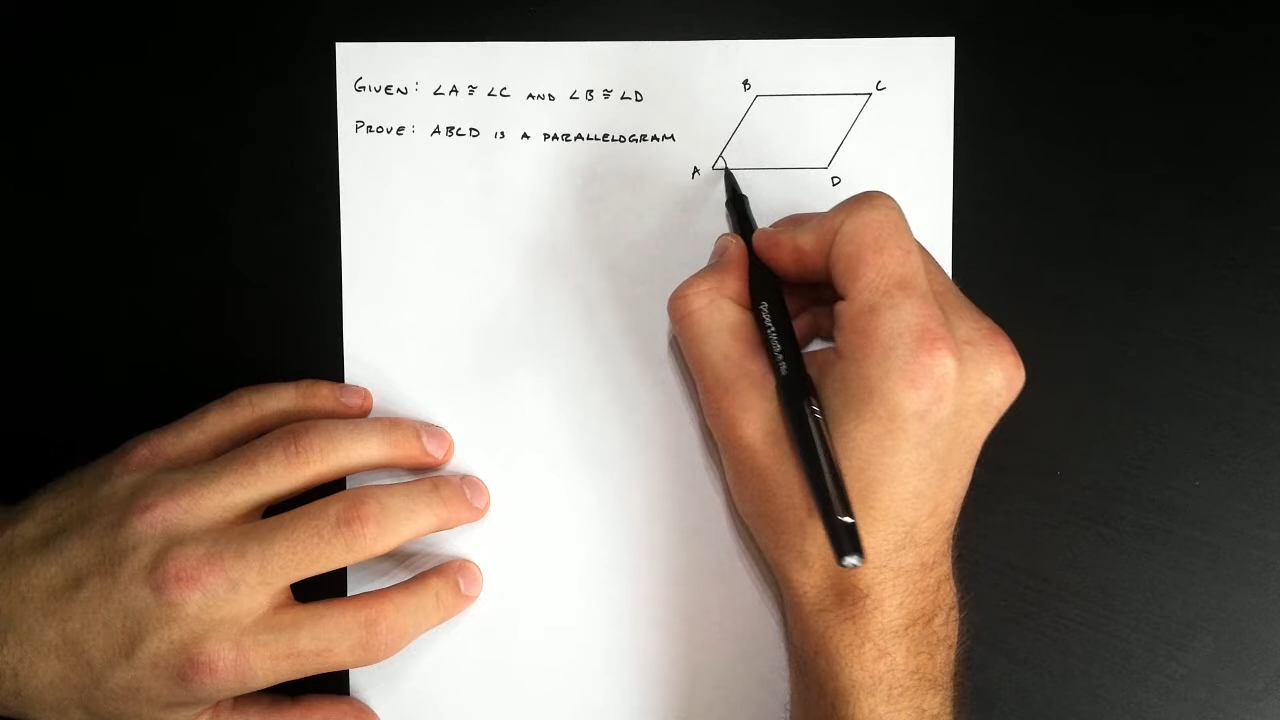 GIVEN: ∠A ≅ ∠C AND ∠B ≅ ∠D
PROVE: ABCD IS A PARALLELOGRAM
B C
A D